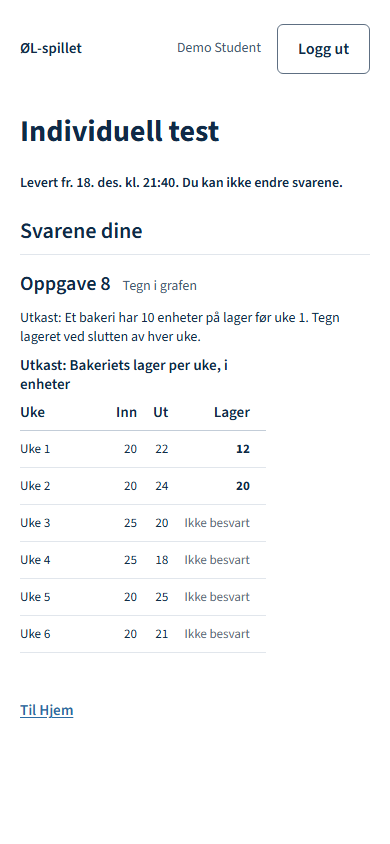 ØL-spillet Demo Student Logg ut
Individuell test
Levert fr. 18. des. kl. 21:40. Du kan ikke endre svarene.
Svarene dine
Oppgave 8 Tegn i grafen
Utkast: Et bakeri har 10 enheter på lager før uke 1. Tegn
lageret ved slutten av hver uke.
Utkast: Bakeriets lager per uke, i
enheter
Uke Inn Ut Lager
Uke 1 20 22 12
Uke 2 20 24 20
Uke 3 25 20 Ikke besvart
Uke 4 25 18 Ikke besvart
Uke 5 20 25 Ikke besvart
Uke 6 20 21 Ikke besvart
Til Hjem